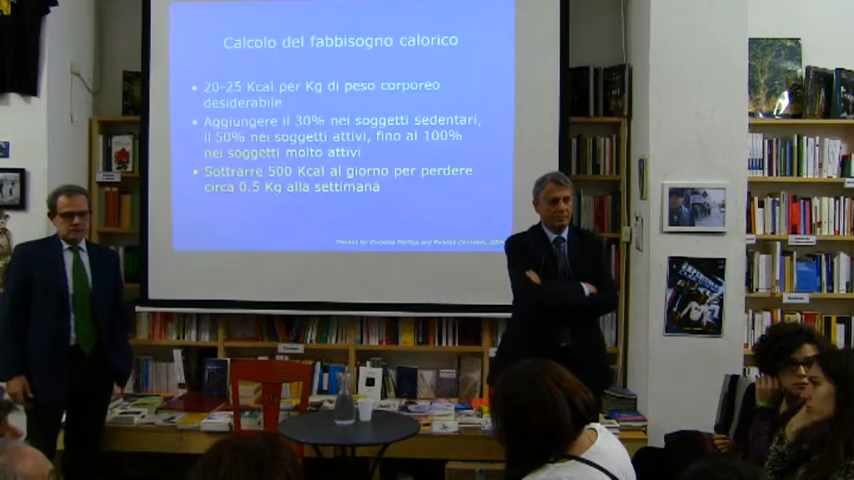 Calcolo del fabbisogno calorico
• 20-25 Kcal per Kg di peso corporeo
desiderabile
• Aggiungere il 30% nei soggetti sedentari,
il 50% nei soggetti attivi, fino al 100%
nei soggetti molto attivi
• Sottrarre 500 Kcal al giorno per perdere
circa 0.5 Kg alla settimana